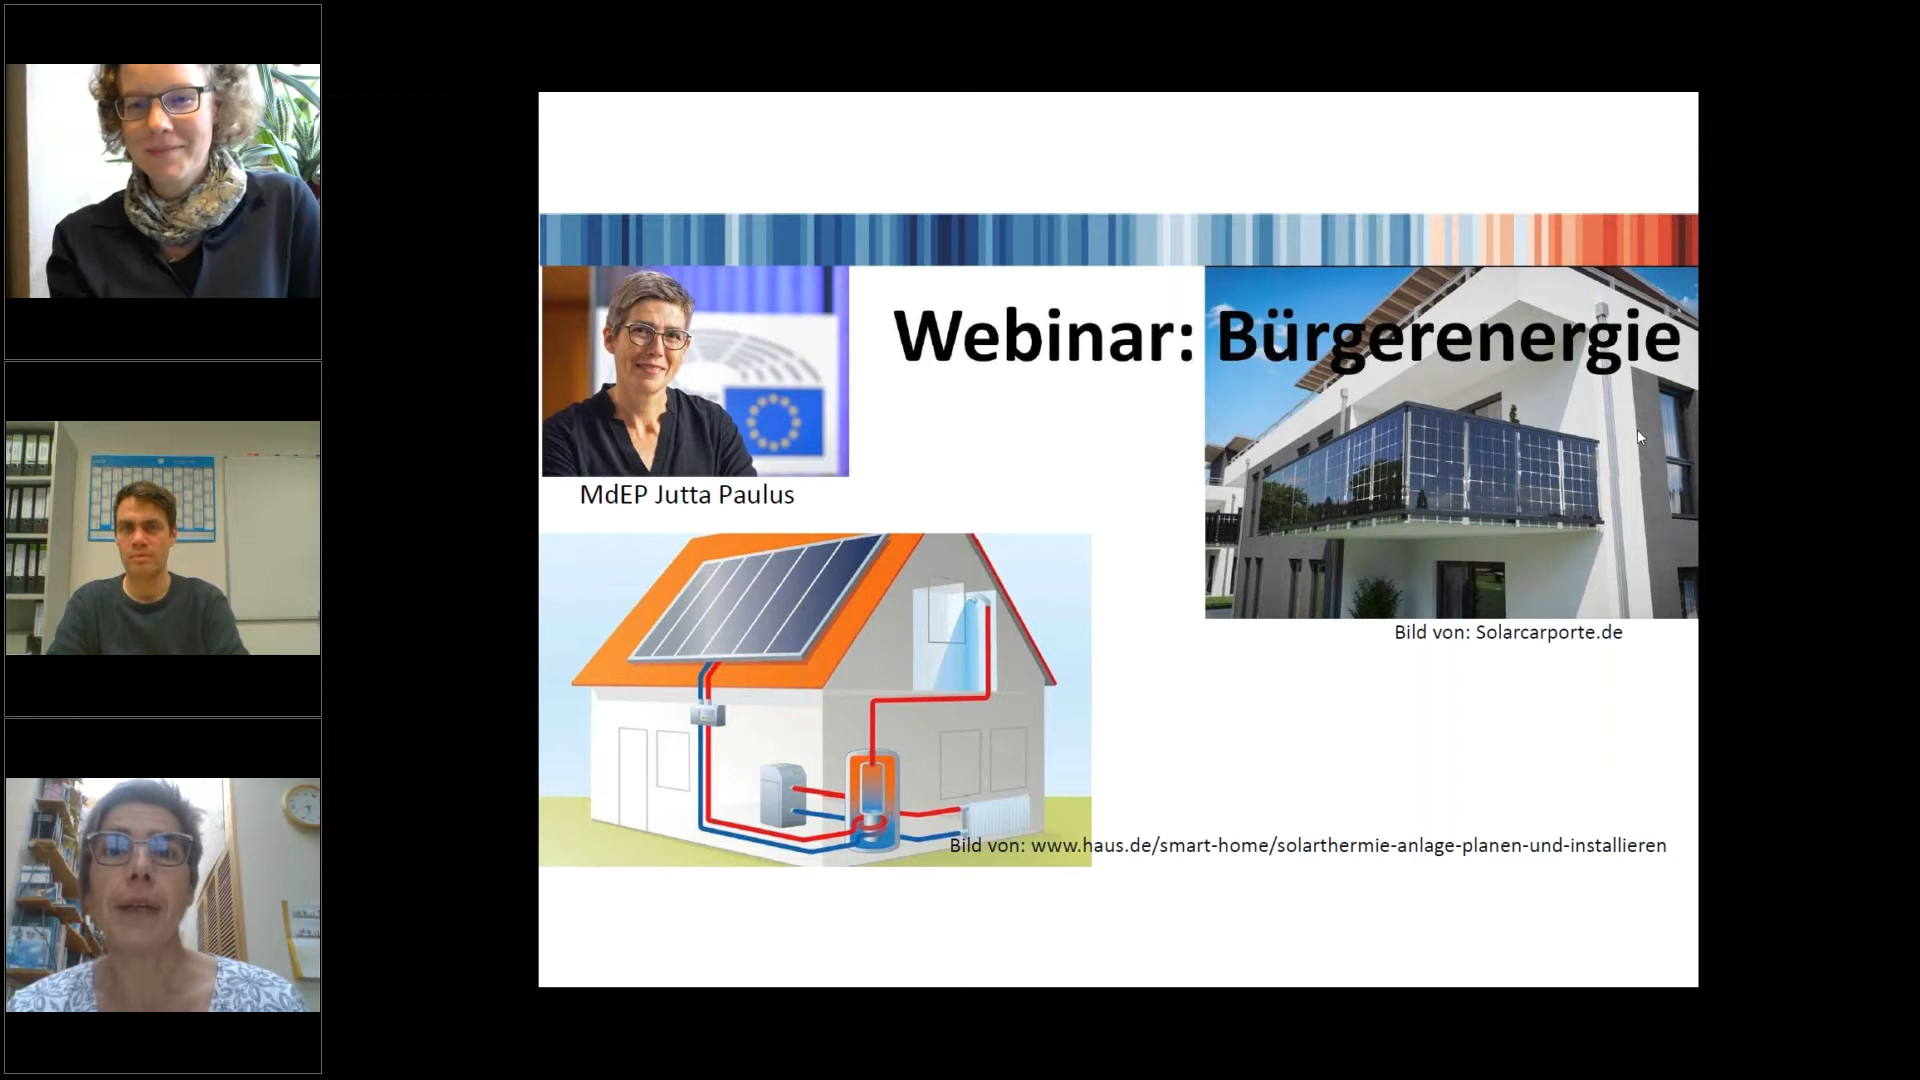 Webinar: Bürgerenergie
MdEP Jutta Paulus
Bild von: Solarcarporte.de
Bild von: www.haus.de/smart-home/solarthermie-anlage-planen-und-installieren